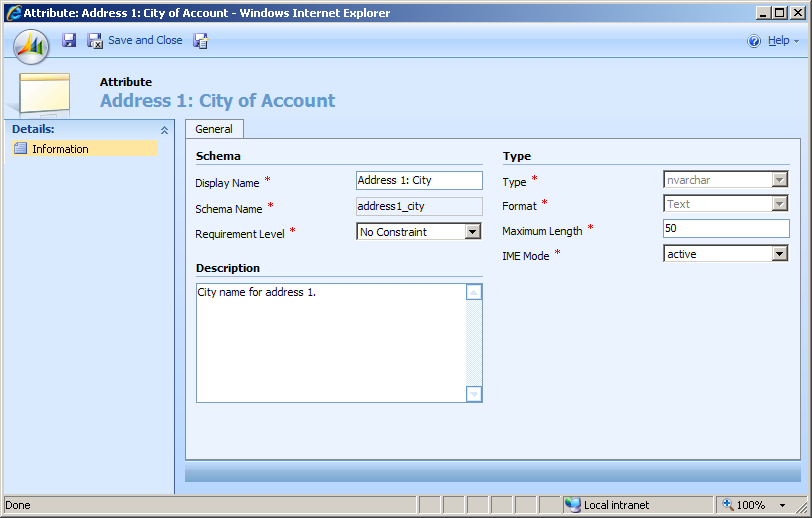 Attribute: Address 1: City of Account - Windows Internet Explorer
Save and Close
Help
Attribute
Address 1: City of Account
Details:
Information
General
Schema
Display Name *
Address 1: City
Schema Name *
address1_city
Requirement Level *
No Constraint
Description
City name for address 1.
Type
Type *
nvarchar
Format *
Text
Maximum Length *
50
IME Mode *
active
Done
Local intranet
100%